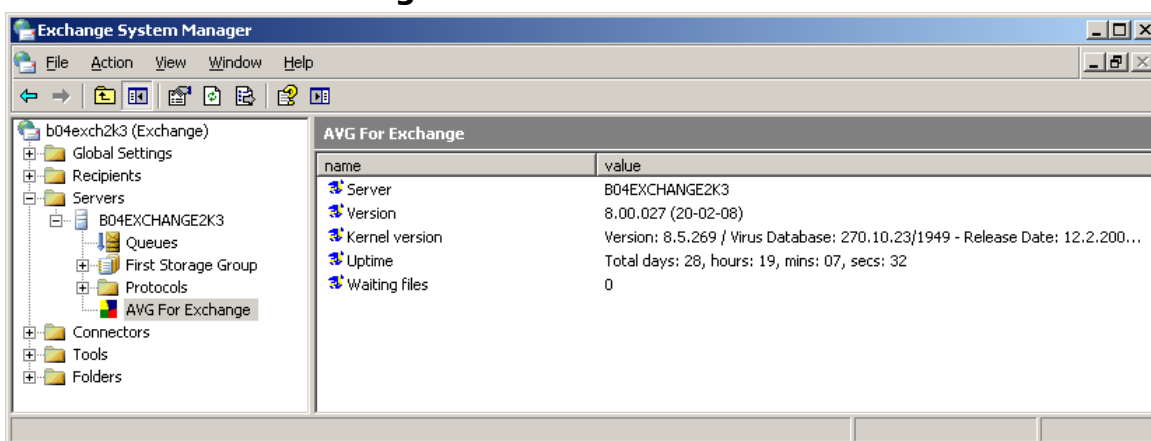 Exchange System Manager
File Action View Window Help
b04exch2k3 (Exchange)
Global Settings
Recipients
Servers
B04EXCHANGE2K3
Queues
First Storage Group
Protocols
AVG For Exchange
Connectors
Tools
Folders
AVG For Exchange
name value
Server B04EXCHANGE2K3
Version 8.00.027 (20-02-08)
Kernel version Version: 8.5.269 / Virus Database: 270.10.23/1949 - Release Date: 12.2.200...
Uptime Total days: 28, hours: 19, mins: 07, secs: 32
Waiting files 0